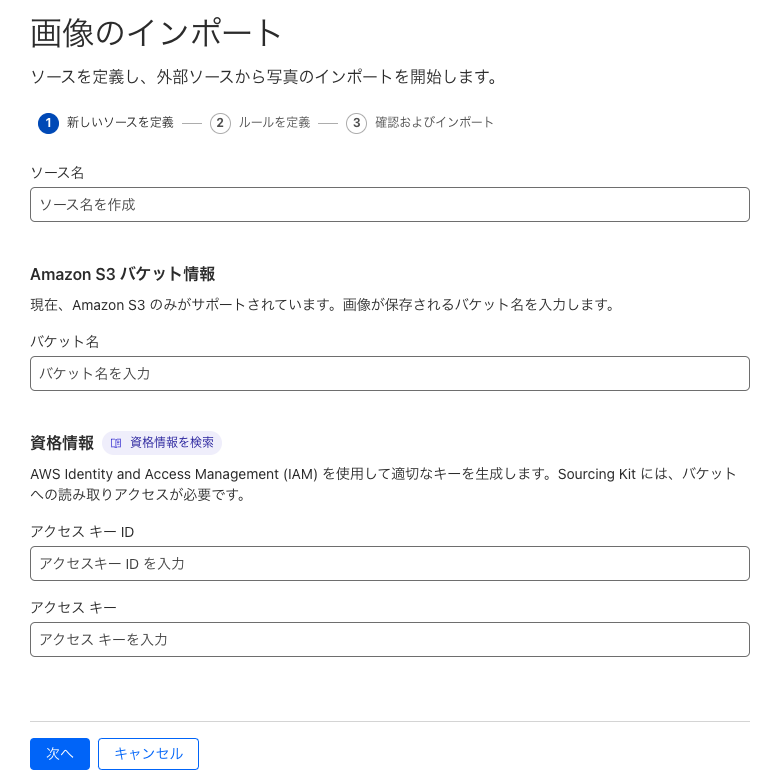 画像のインポート
ソースを定義し、外部ソースから写真のインポートを開始します。
1 新しいソースを定義 2 ルールを定義 3 確認およびインポート
ソース名
ソース名を作成
Amazon S3 バケット情報
現在、Amazon S3 のみがサポートされています。画像が保存されるバケット名を入力します。
バケット名
バケット名を入力
資格情報 資格情報を検索
AWS Identity and Access Management (IAM) を使用して適切なキーを生成します。Sourcing Kit には、バケット
への読み取りアクセスが必要です。
アクセス キー ID
アクセスキー ID を入力
アクセス キー
アクセス キーを入力
次へ キャンセル